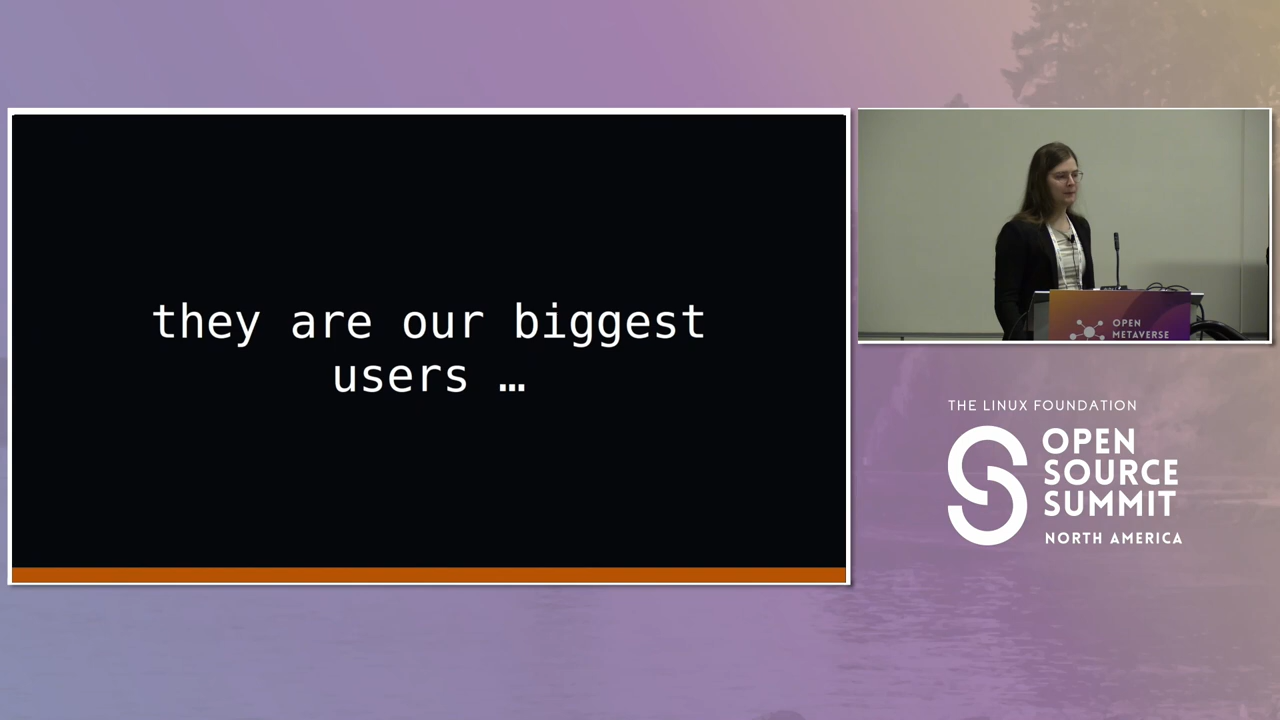 they are our biggest
users …
OPEN
METAVERSE
THE LINUX FOUNDATION
OPEN
SOURCE
SUMMIT
NORTH AMERICA